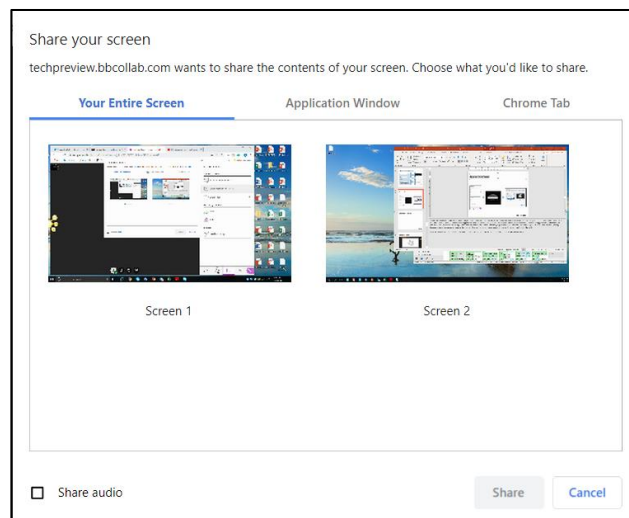 Share your screen
techpreview.bbcollab.com wants to share the contents of your screen. Choose what you'd like to share.
Your Entire Screen Application Window Chrome Tab
Screen 1 Screen 2
Share audio Share Cancel